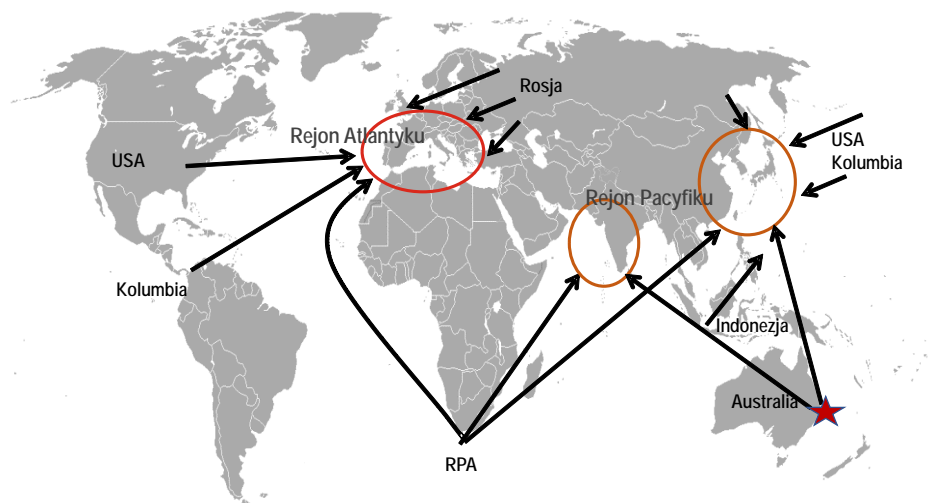 Rosja
Rejon Atlantyku
USA
USA
Kolumbia
Rejon Pacyfiku
Kolumbia
Indonezja
Australia
RPA